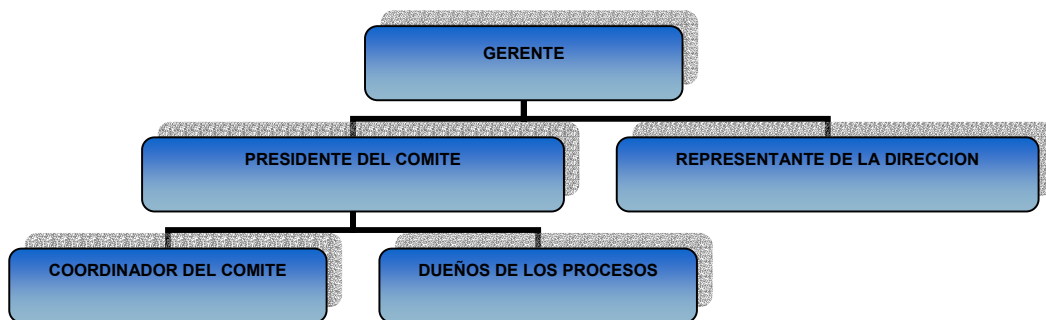 GERENTE
PRESIDENTE DEL COMITE
REPRESENTANTE DE LA DIRECCION
COORDINADOR DEL COMITE
DUEÑOS DE LOS PROCESOS